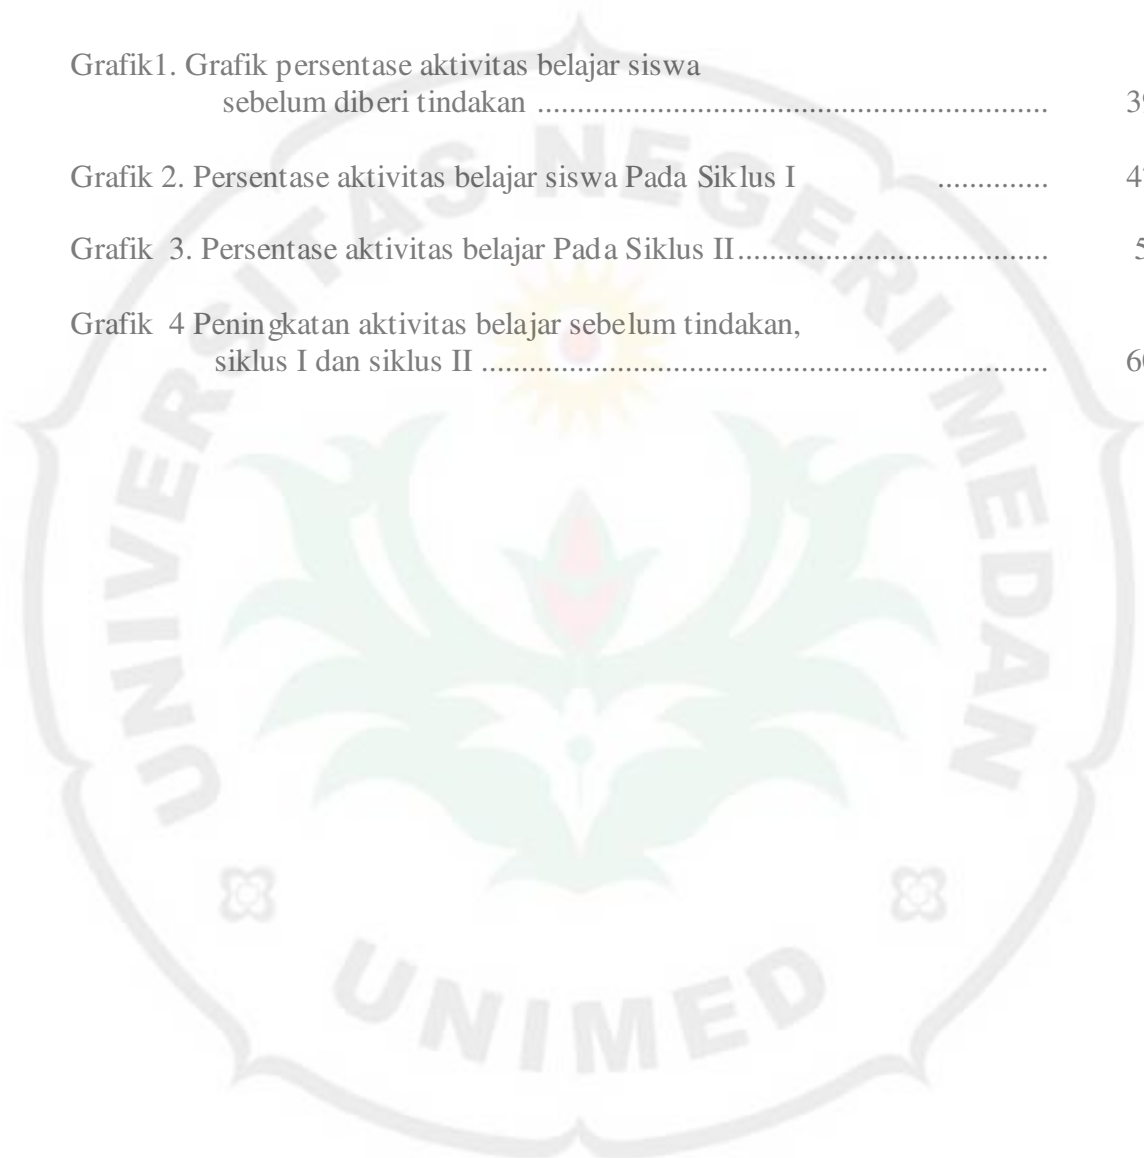 Grafik1. Grafik persentase aktivitas belajar siswa
sebelum diberi tindakan ................................................................ 
Grafik 2. Persentase aktivitas belajar siswa Pada Siklus I ..............
Grafik 3. Persentase aktivitas belajar Pada Siklus II.......................................
Grafik 4 Peningkatan aktivitas belajar sebelum tindakan,
siklus I dan siklus II .......................................................................
UNIVERSITAS NEGERI MEDAN
UNIMED